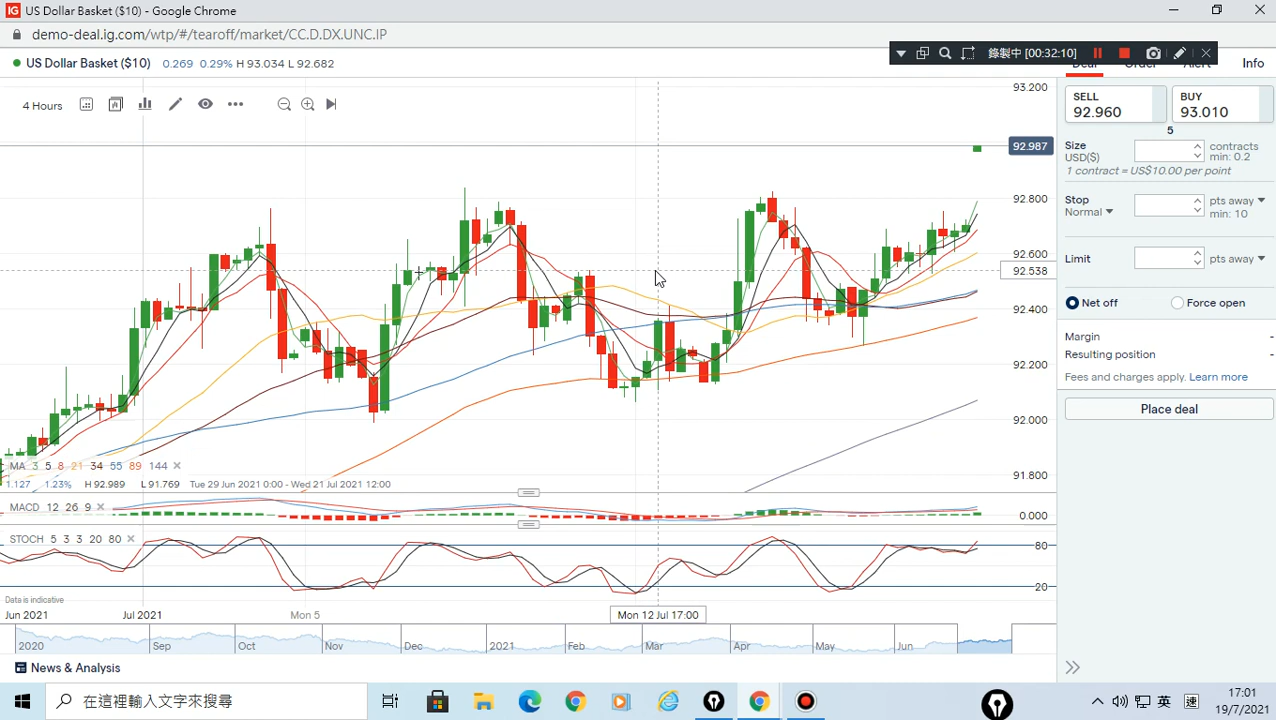 IG US Dollar Basket ($10) - Google Chrome
demo-deal.ig.com/wtp/#/tearoff/market/CC.D.DX.UNC.IP
錄製中 [00:32:10]
US Dollar Basket ($10) 0.269 0.29% H 93.034 L 92.682
Deal Order Alert Info
4 Hours
93.200
92.987
92.800
92.600
92.538
92.400
92.200
92.000
91.800
MA 3 5 8 21 34 55 89 144
1.127 1.23% H 92.989 L 91.769 Tue 29 Jun 2021 0:00 - Wed 21 Jul 2021 12:00
MACD 12 26 9
0.000
STOCH 5 3 3 20 80
80
20
Data is indicative
Jun 2021 Jul 2021 Mon 5 Mon 12 Jul 17:00
2020 Sep Oct Nov Dec 2021 Feb Mar Apr May Jun
News & Analysis
SELL
92.960
BUY
93.010
5
Size
USD($)
contracts
min: 0.2
1 contract = US$10.00 per point
Stop
Normal
pts away
min: 10
Limit
pts away
Net off
Force open
Margin -
Resulting position -
Fees and charges apply. Learn more
Place deal
在這裡輸入文字來搜尋
英
17:01
19/7/2021